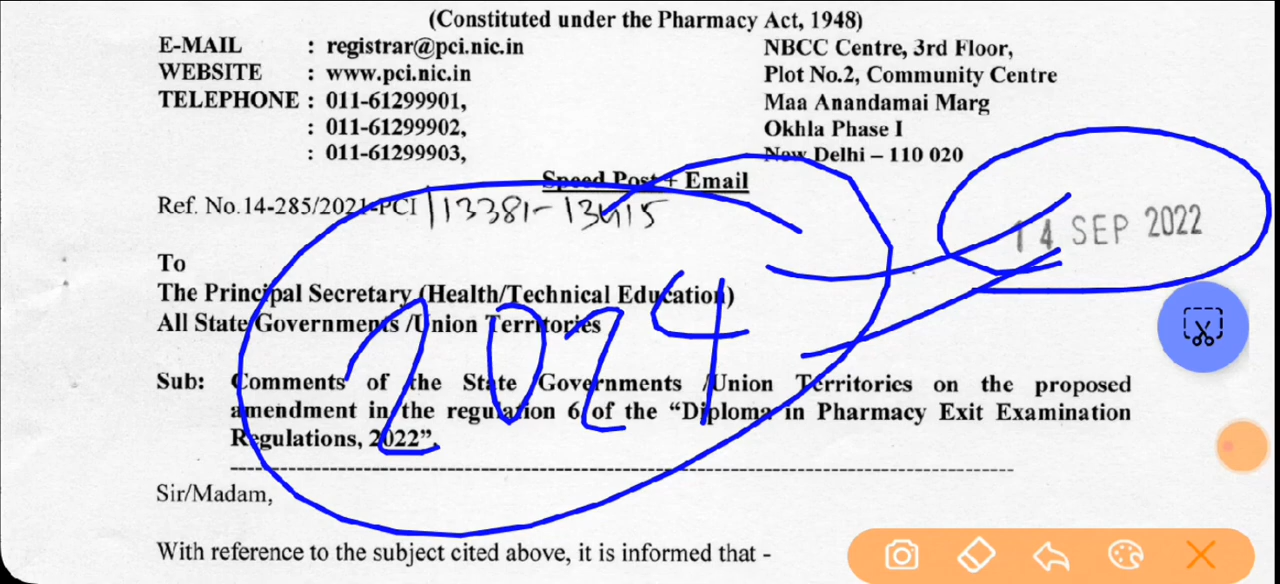 (Constituted under the Pharmacy Act, 1948)
E-MAIL : registrar@pci.nic.in
WEBSITE : www.pci.nic.in
TELEPHONE : 011-61299901,
: 011-61299902,
: 011-61299903,
NBCC Centre, 3rd Floor,
Plot No.2, Community Centre
Maa Anandamai Marg
Okhla Phase I
New Delhi – 110 020
Speed Post + Email
Ref. No.14-285/2021-PCI | 13381-13415
14 SEP 2022
To
The Principal Secretary (Health/Technical Education)
All State Governments /Union Territories
2024
Sub: Comments of the State Governments /Union Territories on the proposed
amendment in the regulation 6 of the “Diploma in Pharmacy Exit Examination
Regulations, 2022”.
Sir/Madam,
With reference to the subject cited above, it is informed that -